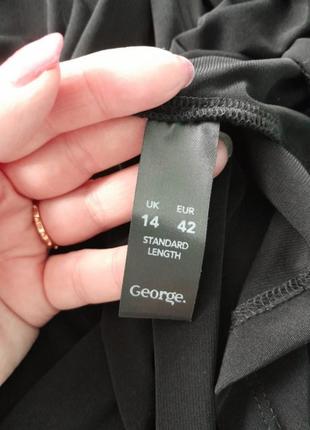 UK EUR
14 42
STANDARD
LENGTH
George.